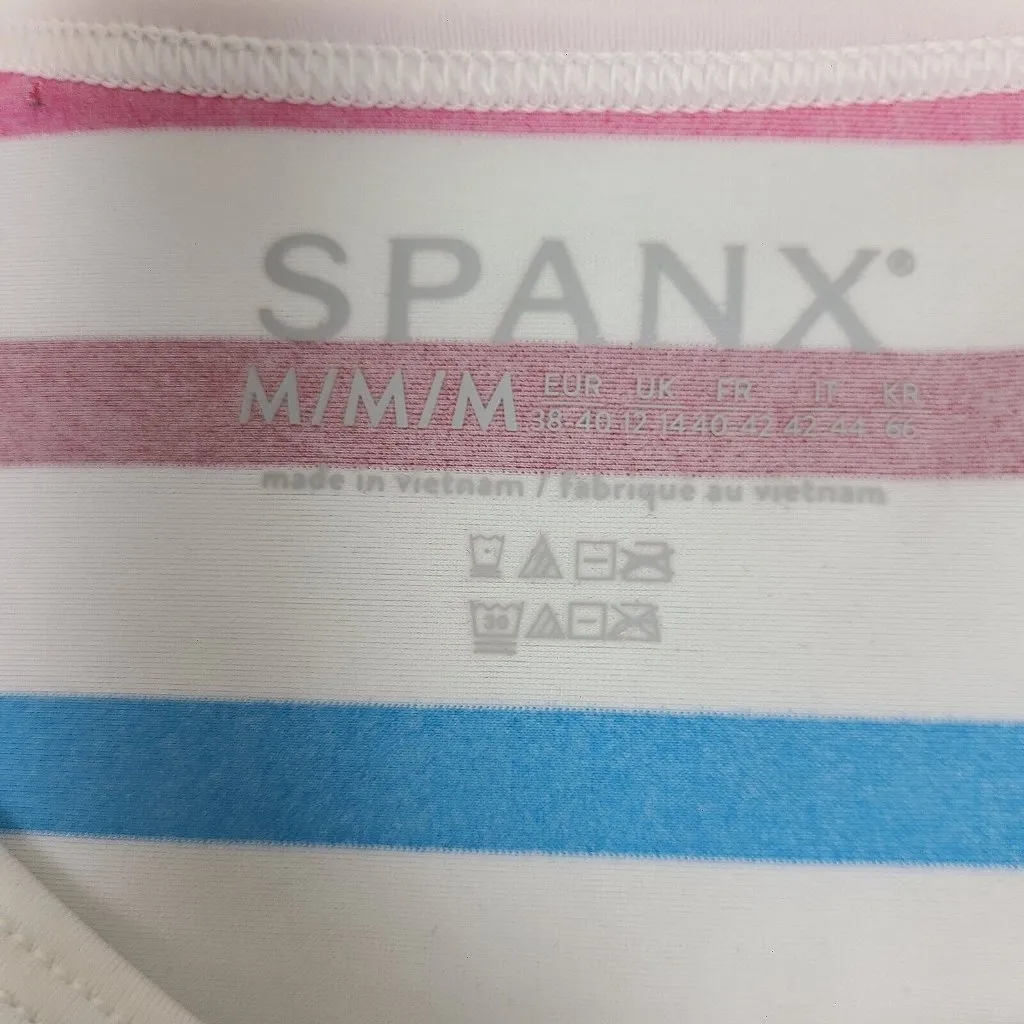 SPANX®
M/M/M EUR UK FR IT KR
38-40 12-14 40-42 42-44 66
made in vietnam / fabriqué au vietnam
30